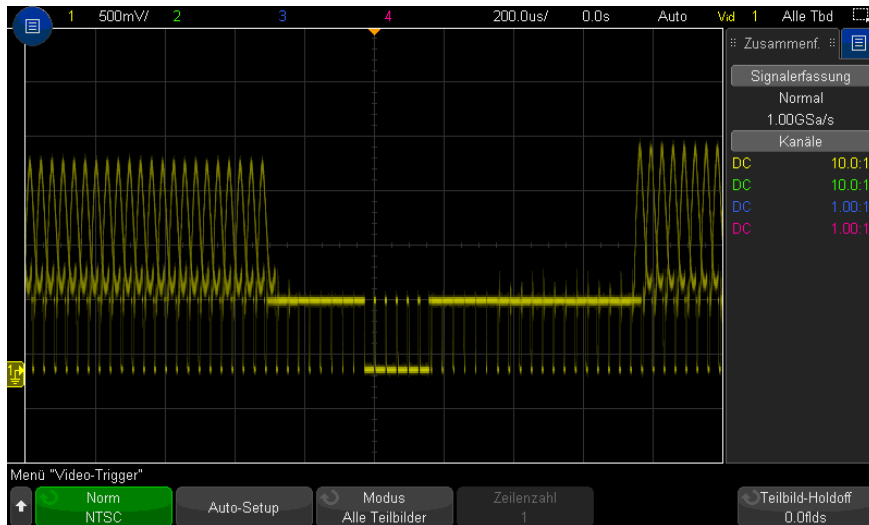 1 500mV/ 2 3 4 200.0us/ 0.0s Auto Vid 1 Alle Tbd
Zusammenf.
Signalerfassung
Normal
1.00GSa/s
Kanäle
DC 10.0:1
DC 10.0:1
DC 1.00:1
DC 1.00:1
1
Menü "Video-Trigger"
Norm
NTSC
Auto-Setup
Modus
Alle Teilbilder
Zeilenzahl
1
Teilbild-Holdoff
0.0flds